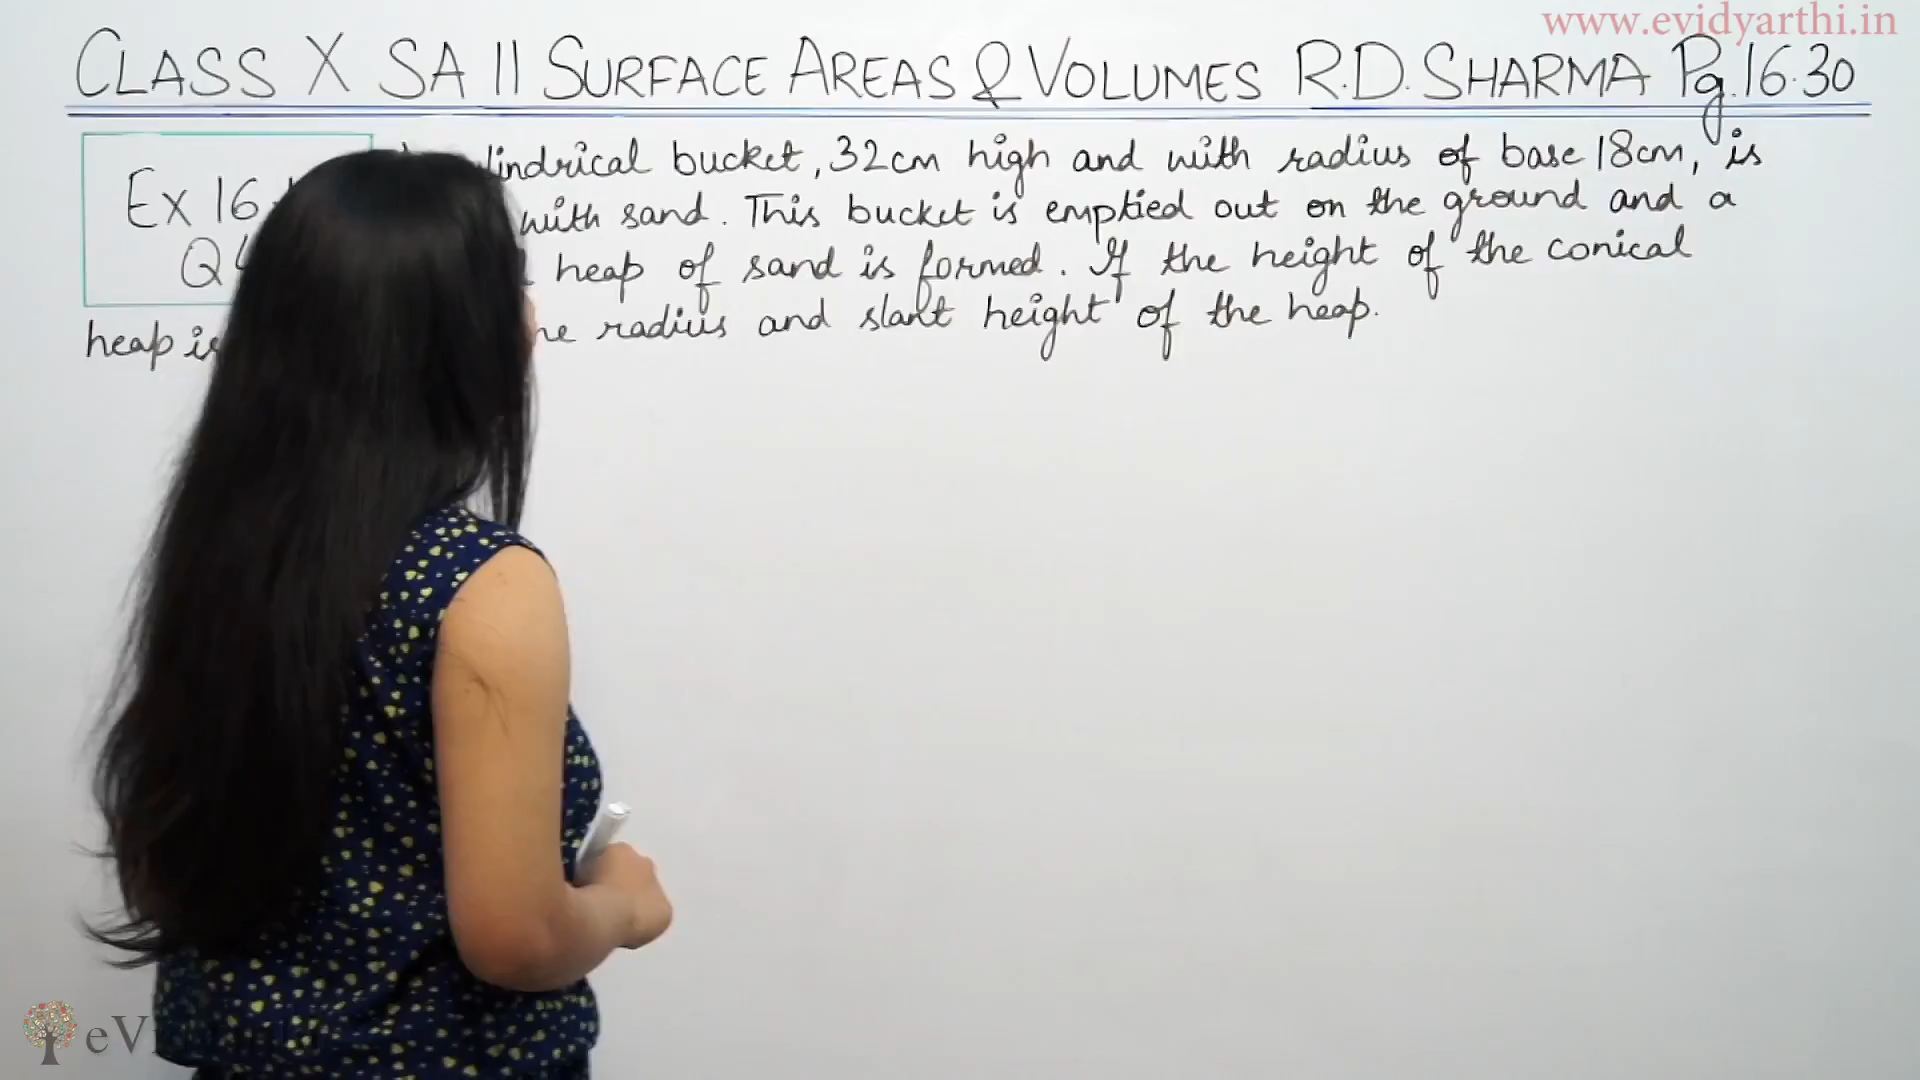 www.evidyarthi.in
CLASS X SA II SURFACE AREAS & VOLUMES R.D. SHARMA Pg. 16.30
Ex 16.
bucket, 32cm high and with radius of base 18cm, is
with sand. This bucket is emptied out on the ground and a
Q
heap of sand is formed. If the height of the conical
heap is radius and slant height of the heap.